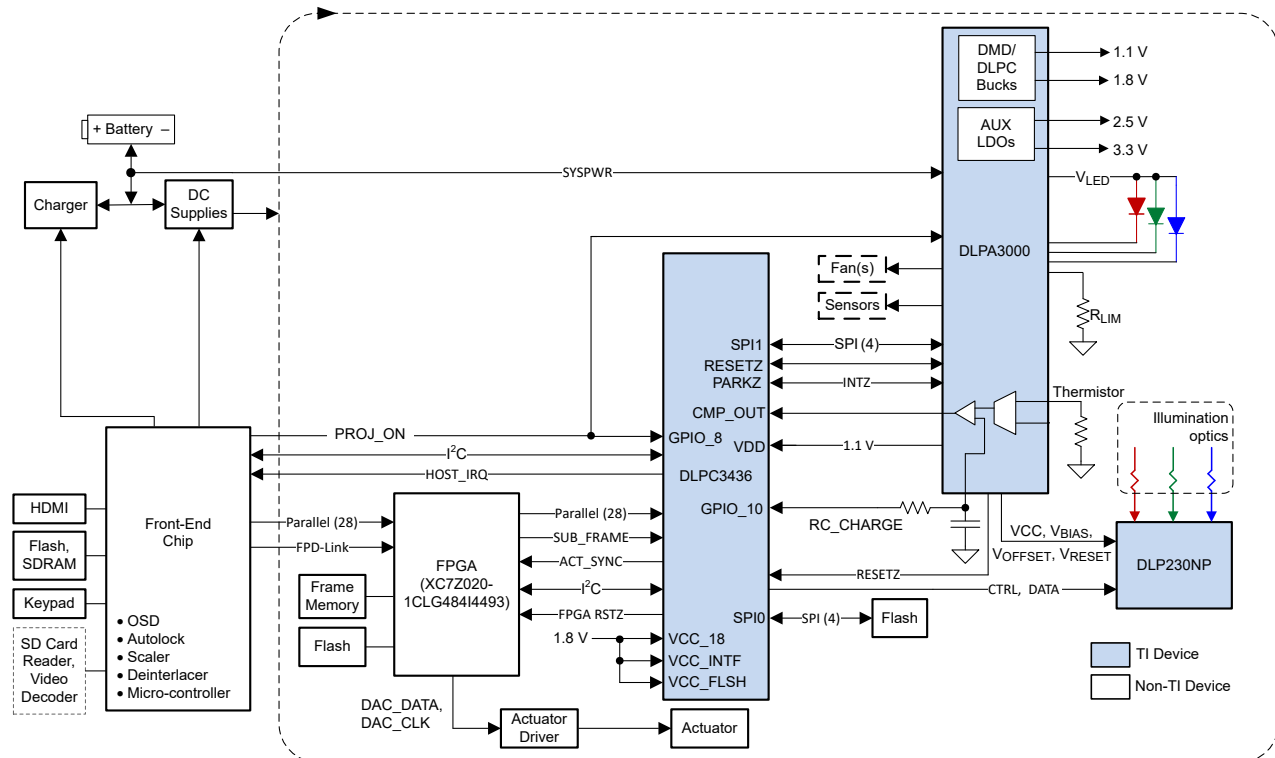 + Battery –
Charger
DC
Supplies
SYSPWR
DMD/
DLPC
Bucks
1.1 V
1.8 V
AUX
LDOs
2.5 V
3.3 V
VLED
DLPA3000
Fan(s)
Sensors
RLIM
SPI1
SPI (4)
RESETZ
PARKZ
INTZ
CMP_OUT
Thermistor
Illumination
optics
PROJ_ON
GPIO_8
VDD
1.1 V
I2C
HOST_IRQ
DLPC3436
HDMI
Flash,
SDRAM
Keypad
SD Card
Reader,
Video
Decoder
Front-End
Chip
• OSD
• Autolock
• Scaler
• Deinterlacer
• Micro-controller
Parallel (28)
FPD-Link
Frame
Memory
Flash
FPGA
(XC7Z020-
1CLG484I4493)
Parallel (28)
SUB_FRAME
ACT_SYNC
I2C
FPGA RSTZ
GPIO_10
RC_CHARGE
VCC, VBIAS,
VOFFSET, VRESET
RESETZ
CTRL, DATA
DLP230NP
SPI0
SPI (4)
Flash
1.8 V
VCC_18
VCC_INTF
VCC_FLSH
DAC_DATA,
DAC_CLK
Actuator
Driver
Actuator
TI Device
Non-TI Device